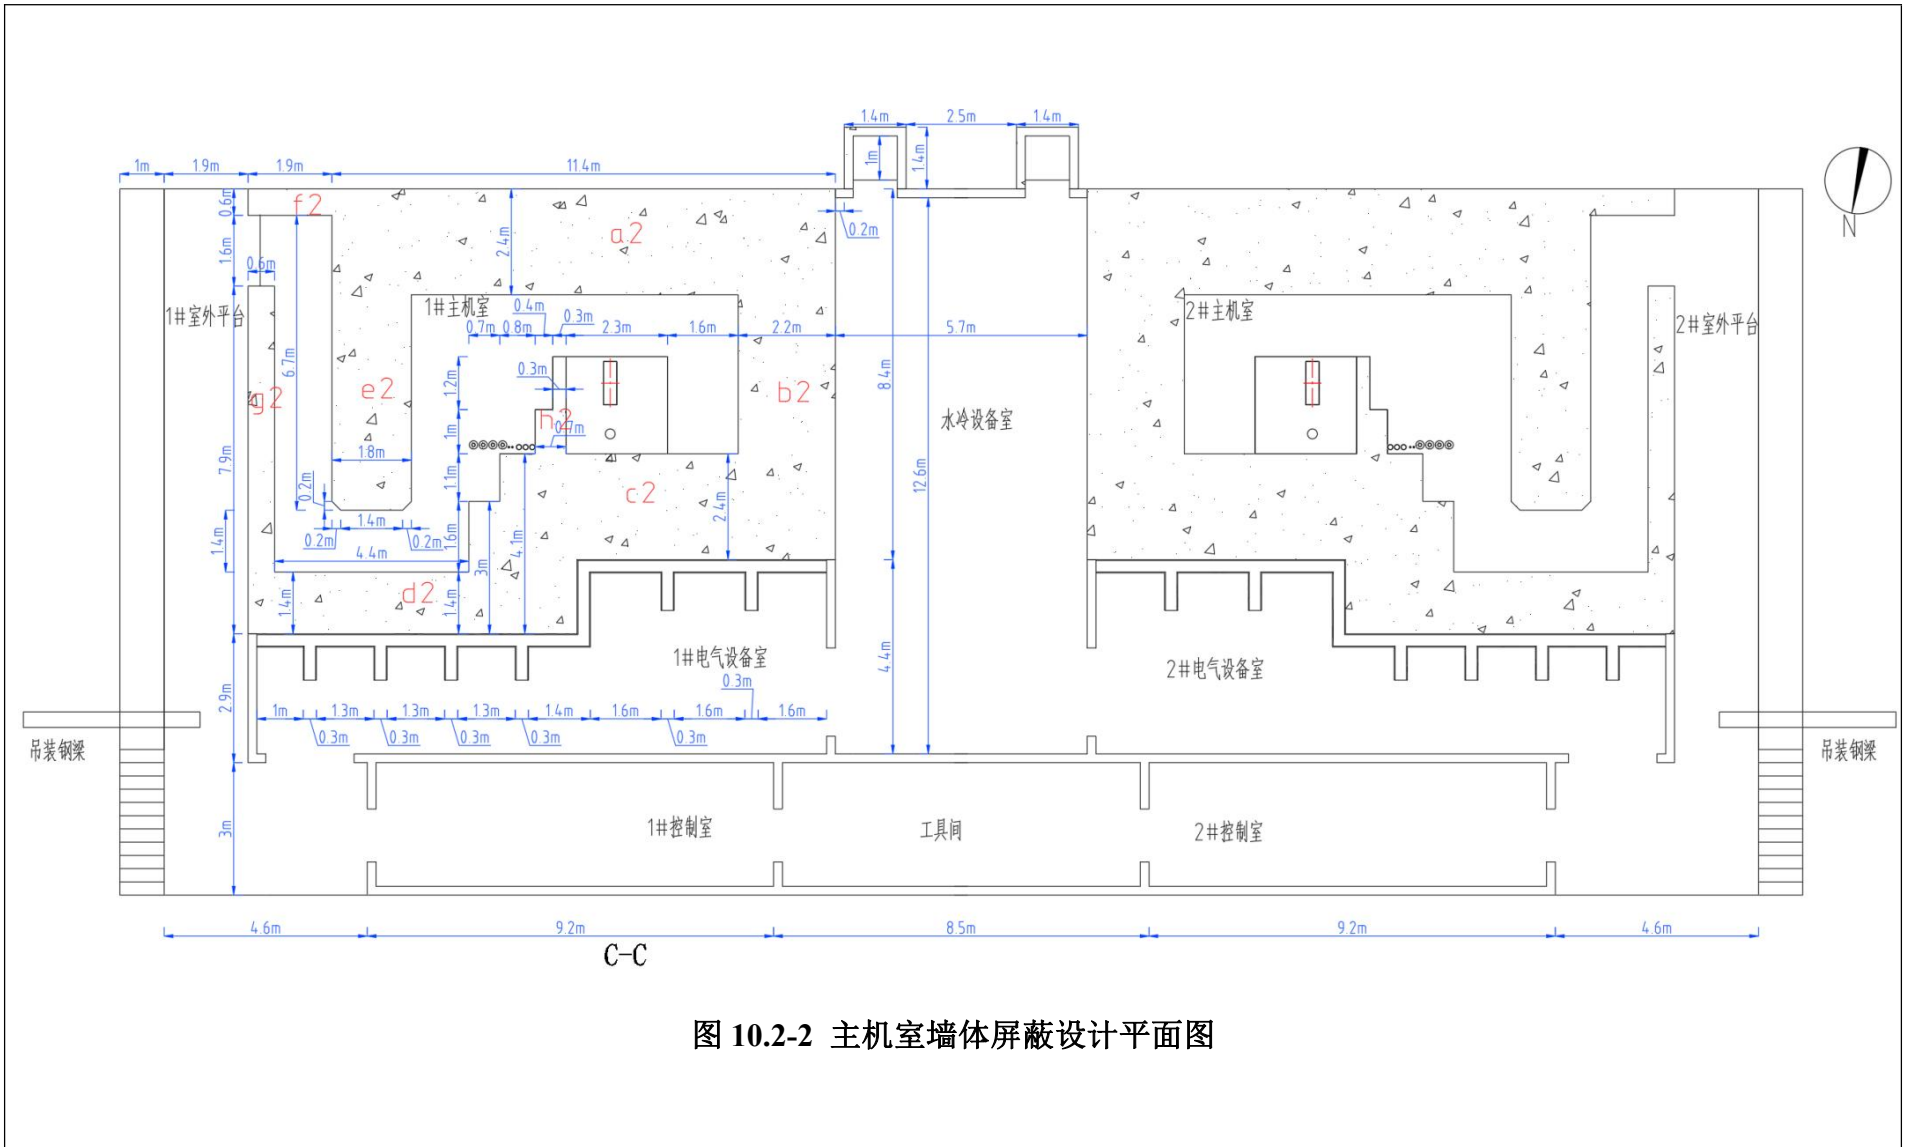 1.4m 2.5m 1.4m
1m 1.9m 1.9m 11.4m 1m 1.4m
0.6m f2 a2 0.2m N
1.6m 0.6m 2.4m
1#室外平台 1#主机室 0.4m 0.3m 2#主机室 2#室外平台
0.7m 0.8m 2.3m 1.6m 2.2m 5.7m
6.7m 0.3m 1.2m 8.4m
g2 e2 b2
h2 0.7m 1m 水冷设备室
7.9m 1.8m 1.1m 12.6m
0.2m c2 2.4m
1.4m 0.2m 1.4m 0.2m 1.6m 4.1m
4.4m 3m
1.4m d2 1.4m
1#电气设备室 4.4m 2#电气设备室
2.9m 0.3m
1m 1.3m 1.3m 1.3m 1.4m 1.6m 1.6m 1.6m
0.3m 0.3m 0.3m 0.3m 0.3m
吊装钢梁 吊装钢梁
3m 1#控制室 工具间 2#控制室
4.6m 9.2m 8.5m 9.2m 4.6m
C-C
图 10.2-2 主机室墙体屏蔽设计平面图